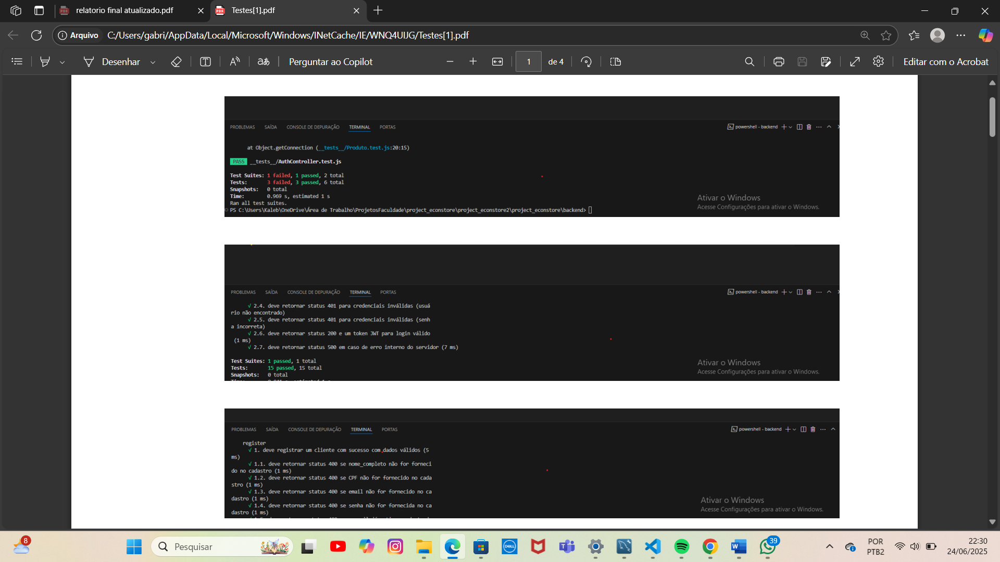 relatorio final atualizado.pdf
Testes[1].pdf
Arquivo
C:/Users/gabri/AppData/Local/Microsoft/Windows/INetCache/IE/WNQ4UIJG/Testes[1].pdf
Desenhar
Perguntar ao Copilot
1 de 4
Editar com o Acrobat
PROBLEMAS SAÍDA CONSOLE DE DEPURAÇÃO TERMINAL PORTAS
powershell - backend
at Object.getConnection (__tests__/Produto.test.js:20:15)
PASS __tests__/AuthController.test.js
Test Suites: 1 failed, 1 passed, 2 total
Tests: 3 failed, 3 passed, 6 total
Snapshots: 0 total
Time: 0.969 s, estimated 1 s
Ran all test suites.
PS C:\Users\Kaleb\OneDrive\Área de Trabalho\ProjetosFaculdade\project_econstore\project_econstore2\project_econstore\backend>
Ativar o Windows
Acesse Configurações para ativar o Windows.
PROBLEMAS SAÍDA CONSOLE DE DEPURAÇÃO TERMINAL PORTAS
powershell - backend
√ 2.4. deve retornar status 401 para credenciais inválidas (usuá
rio não encontrado)
√ 2.5. deve retornar status 401 para credenciais inválidas (senh
a incorreta)
√ 2.6. deve retornar status 200 e um token JWT para login válido
(1 ms)
√ 2.7. deve retornar status 500 em caso de erro interno do servidor (7 ms)
Test Suites: 1 passed, 1 total
Tests: 15 passed, 15 total
Snapshots: 0 total
Ativar o Windows
Acesse Configurações para ativar o Windows.
PROBLEMAS SAÍDA CONSOLE DE DEPURAÇÃO TERMINAL PORTAS
powershell - backend
register
√ 1. deve registrar um cliente com sucesso com dados válidos (5
ms)
√ 1.1. deve retornar status 400 se nome_completo não for forneci
do no cadastro (1 ms)
√ 1.2. deve retornar status 400 se CPF não for fornecido no cada
stro (1 ms)
√ 1.3. deve retornar status 400 se email não for fornecido no ca
dastro (1 ms)
√ 1.4. deve retornar status 400 se senha não for fornecida no ca
dastro (1 ms)
Ativar o Windows
Acesse Configurações para ativar o Windows.
8
Pesquisar
DELL
39
POR
PTB2
22:30
24/06/2025